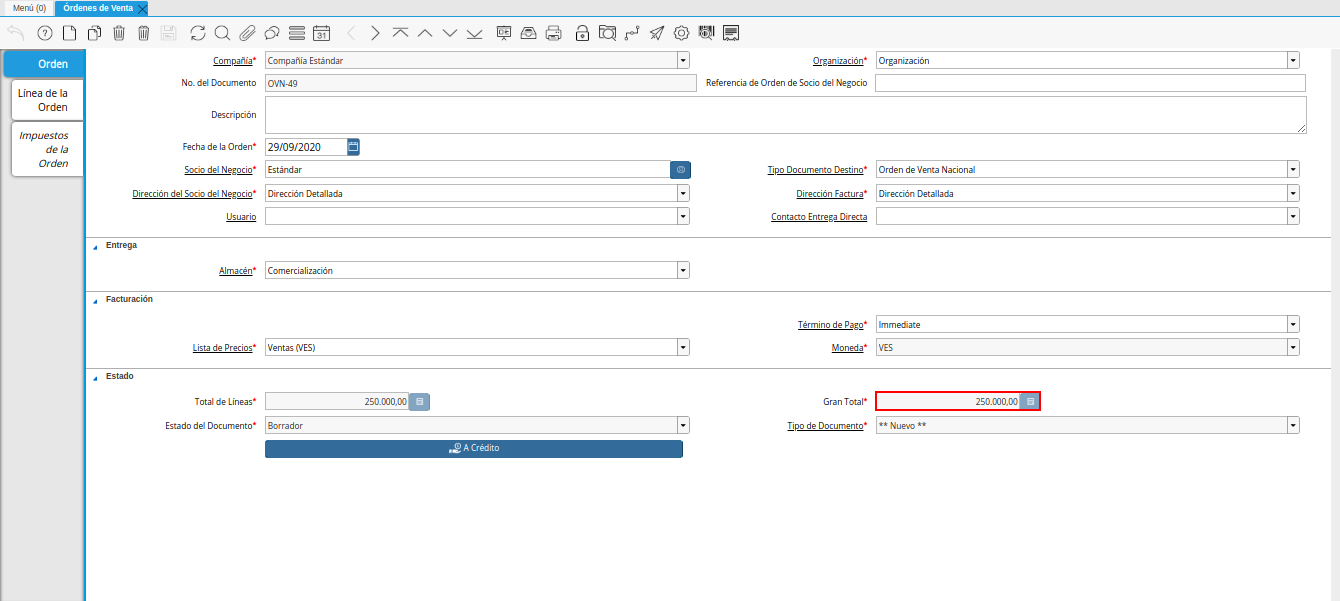 Menú (0) Órdenes de Venta
31
Orden
Línea de la
Orden
Impuestos
de la
Orden
Compañía* Compañía Estándar Organización* Organización
No. del Documento OVN-49 Referencia de Orden de Socio del Negocio
Descripción
Fecha de la Orden* 29/09/2020
Socio del Negocio* Estándar Tipo Documento Destino* Orden de Venta Nacional
Dirección del Socio del Negocio* Dirección Detallada Dirección Factura* Dirección Detallada
Usuario Contacto Entrega Directa
Entrega
Almacén* Comercialización
Facturación
Término de Pago* Immediate
Lista de Precios* Ventas (VES) Moneda* VES
Estado
Total de Líneas* 250.000,00 Gran Total* 250.000,00
Estado del Documento* Borrador Tipo de Documento* ** Nuevo **
A Crédito